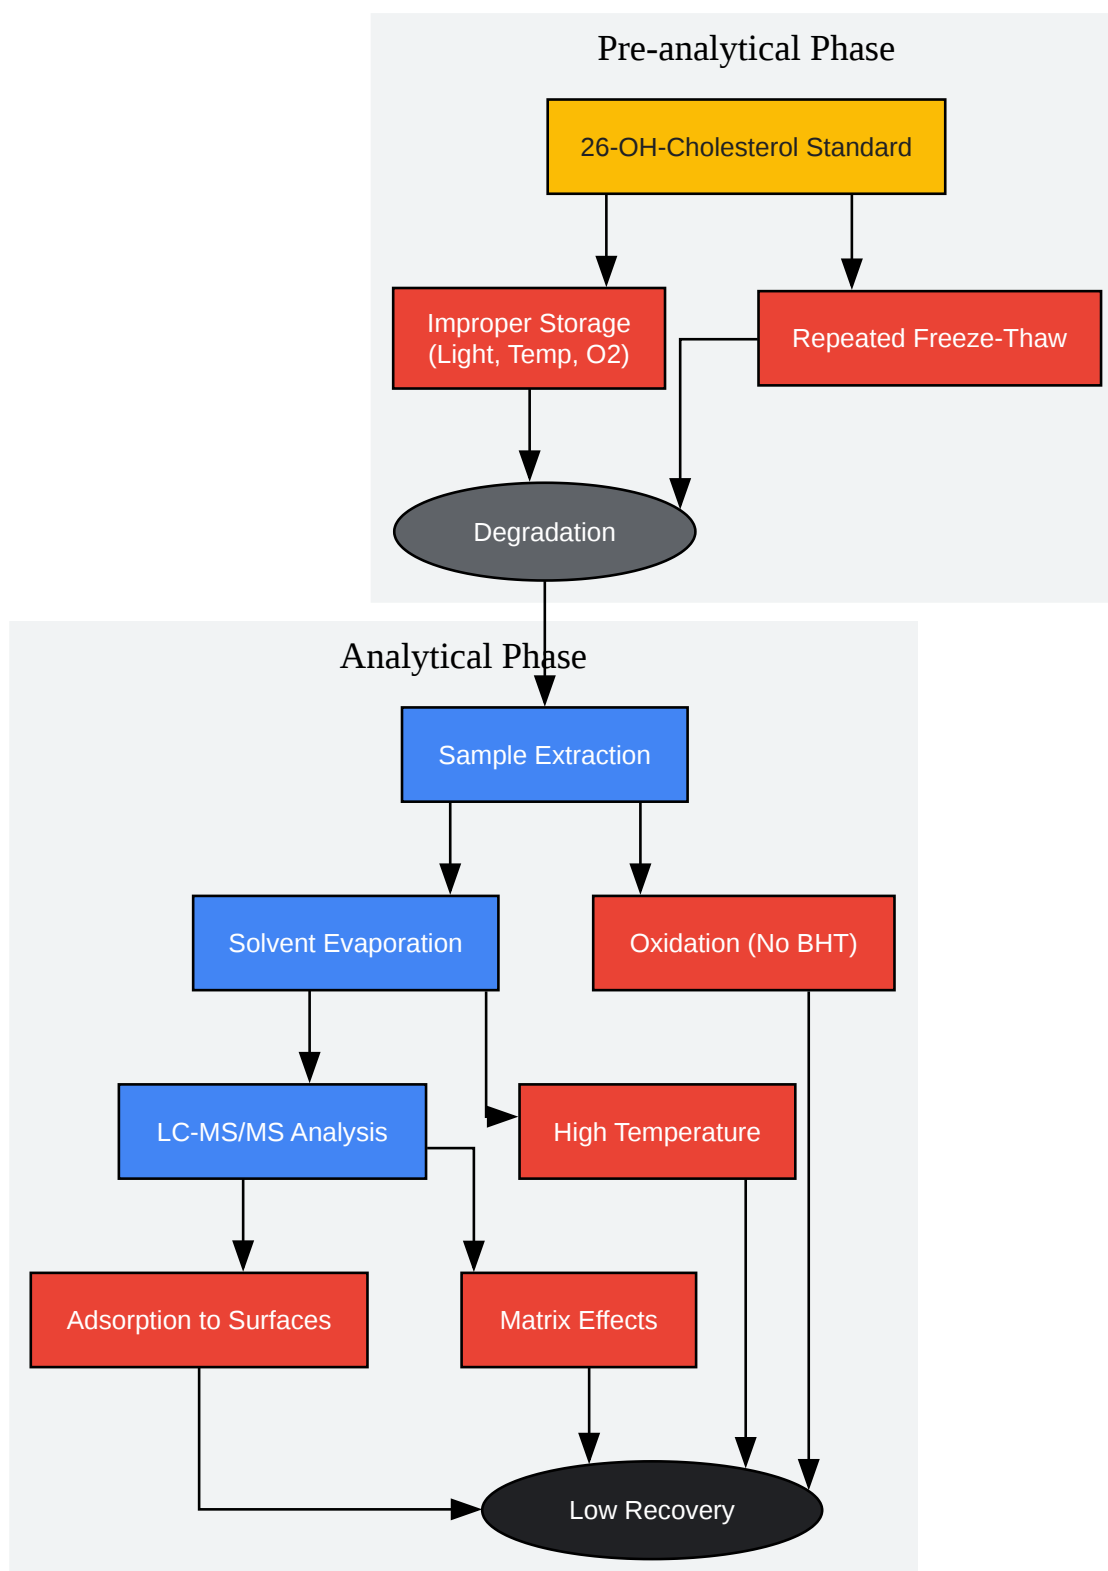 Pre-analytical Phase
26-OH-Cholesterol Standard
Improper Storage
(Light, Temp, O2)
Repeated Freeze-Thaw
Degradation
Analytical Phase
Sample Extraction
Solvent Evaporation
Oxidation (No BHT)
LC-MS/MS Analysis
High Temperature
Adsorption to Surfaces
Matrix Effects
Low Recovery